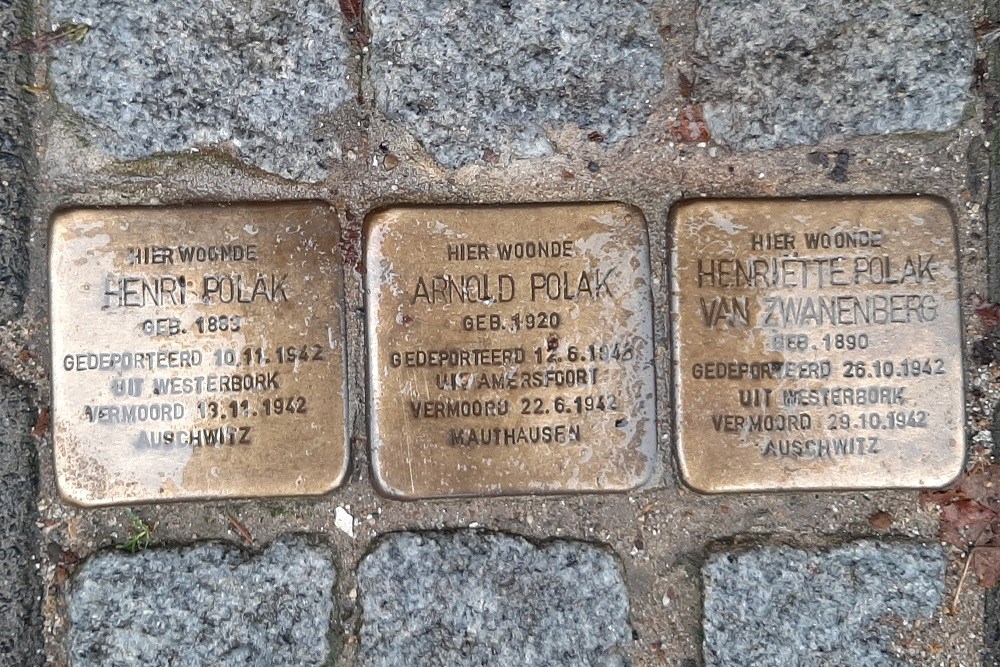 HIER WOONDE
HENRI POLAK
GEB. 1883
GEDEPORTEERD 10.11.1942
UIT WESTERBORK
VERMOORD 13.11.1942
AUSCHWITZ
HIER WOONDE
ARNOLD POLAK
GEB. 1920
GEDEPORTEERD 12.6.1942
UIT AMERSFOORT
VERMOORD 22.6.1942
MAUTHAUSEN
HIER WOONDE
HENRIËTTE POLAK
VAN ZWANENBERG
GEB. 1890
GEDEPORTEERD 26.10.1942
UIT WESTERBORK
VERMOORD 29.10.1942
AUSCHWITZ